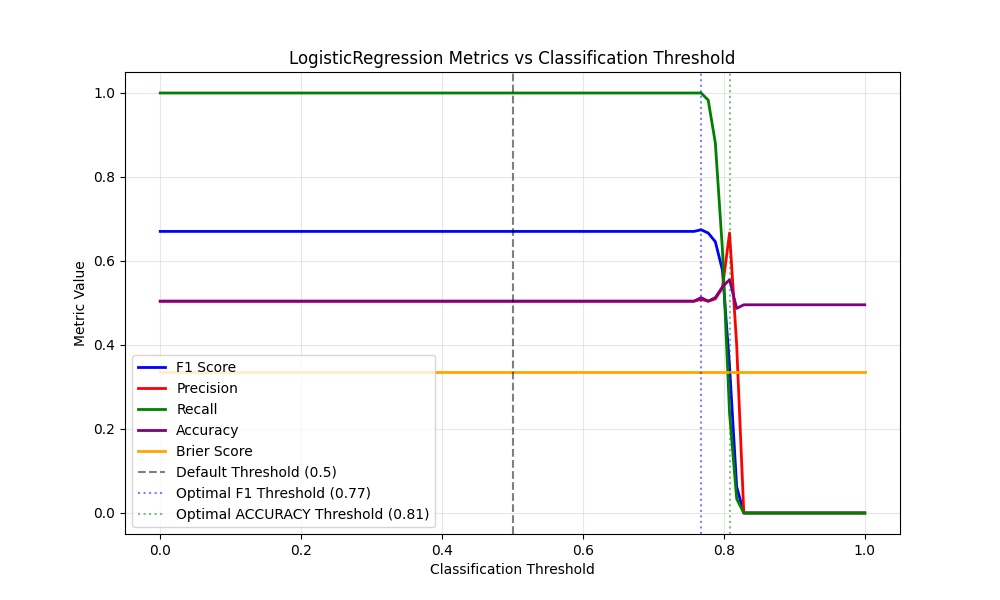 LogisticRegression Metrics vs Classification Threshold
Metric Value
1.0
0.8
0.6
0.4
0.2
0.0
F1 Score
Precision
Recall
Accuracy
Brier Score
Default Threshold (0.5)
Optimal F1 Threshold (0.77)
Optimal ACCURACY Threshold (0.81)
0.0 0.2 0.4 0.6 0.8 1.0
Classification Threshold